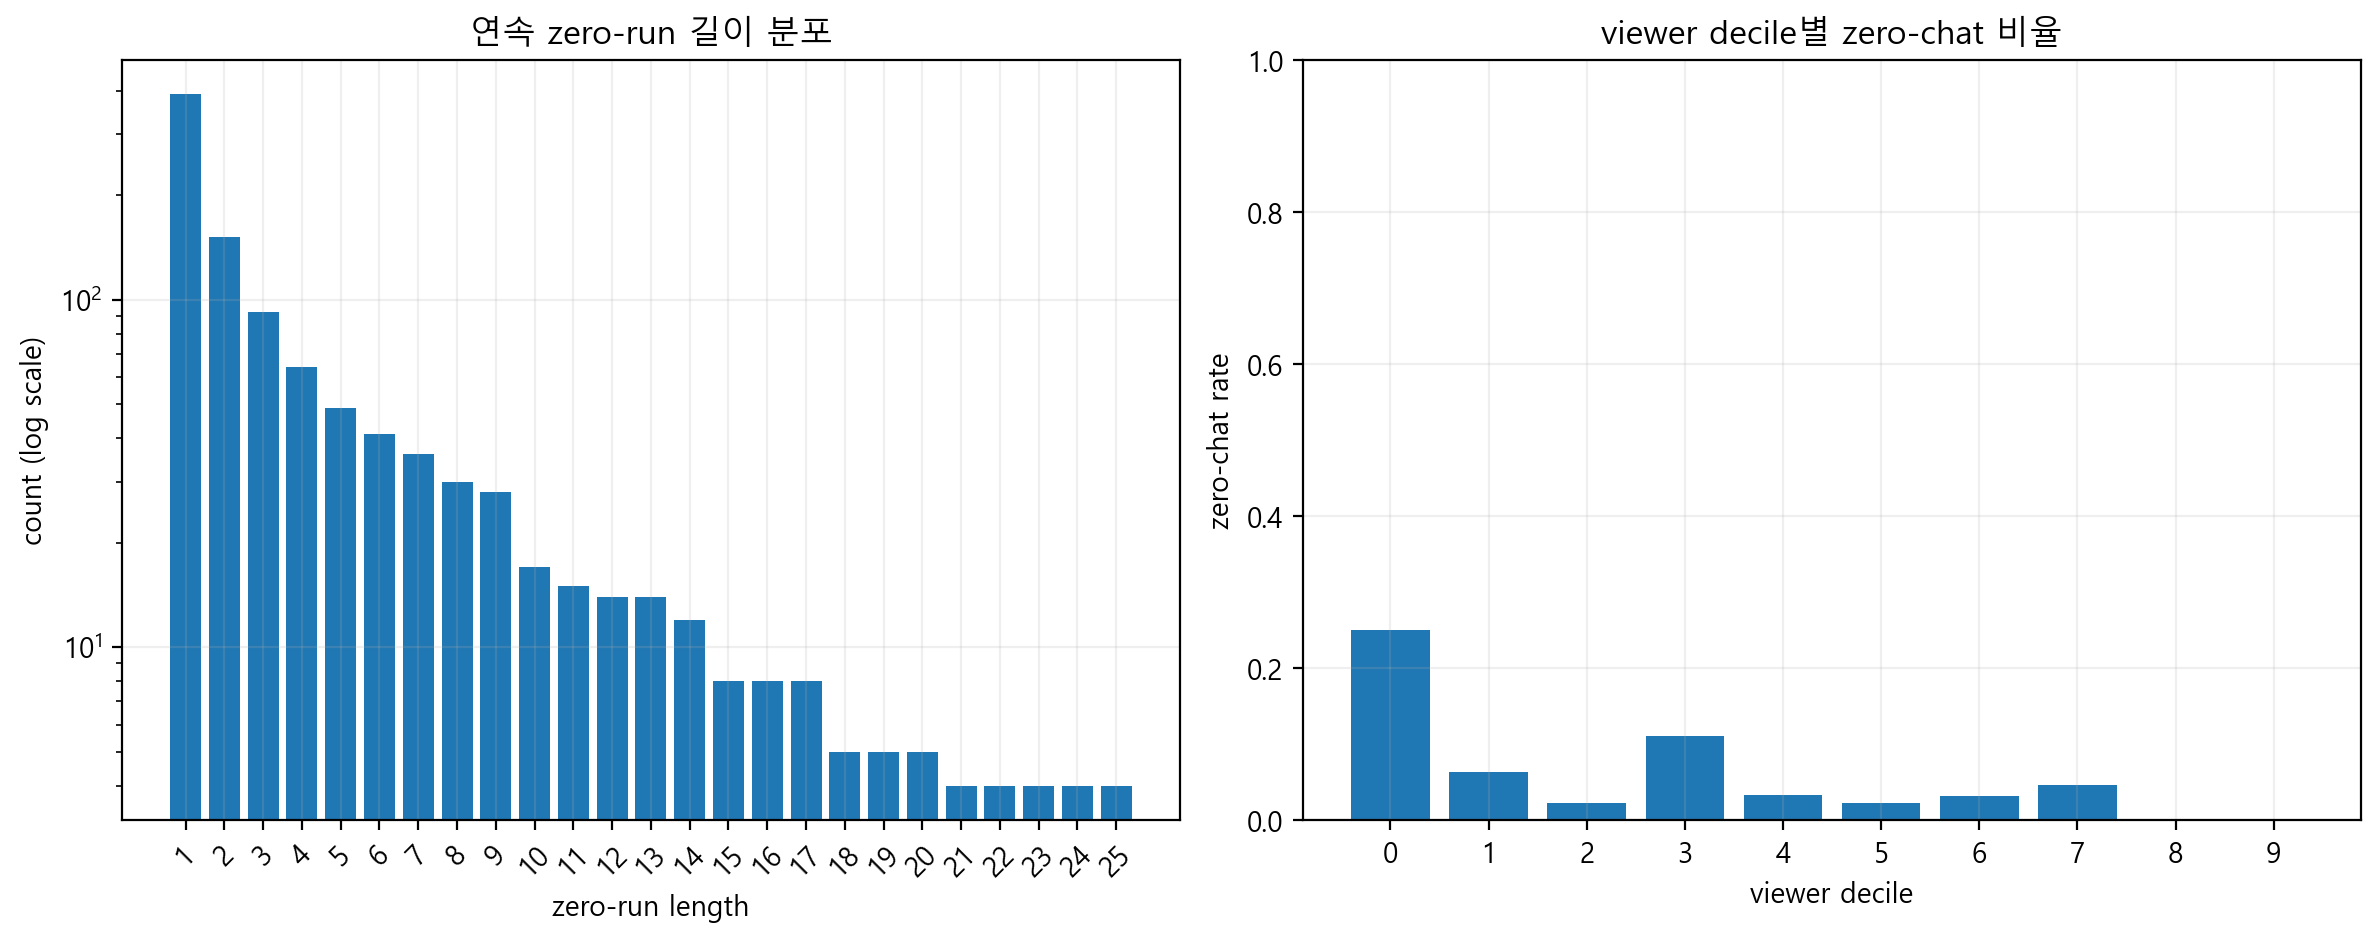 연속 zero-run 길이 분포
count (log scale)
10²
10¹
1 2 3 4 5 6 7 8 9 10 11 12 13 14 15 16 17 18 19 20 21 22 23 24 25
zero-run length
viewer decile별 zero-chat 비율
zero-chat rate
1.0
0.8
0.6
0.4
0.2
0.0
0 1 2 3 4 5 6 7 8 9
viewer decile